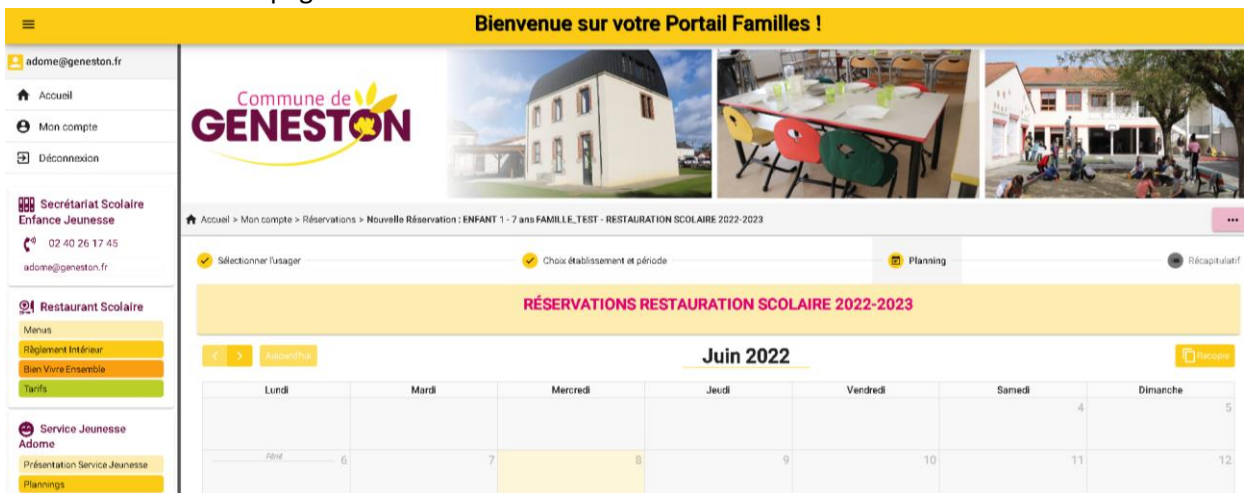 Bienvenue sur votre Portail Familles !
adome@geneston.fr
Accueil
Mon compte
Déconnexion
Secrétariat Scolaire
Enfance Jeunesse
02 40 26 17 45
adome@geneston.fr
Restaurant Scolaire
Menus
Règlement Intérieur
Bien Vivre Ensemble
Tarifs
Service Jeunesse
Adome
Présentation Service Jeunesse
Plannings
Commune de
GENESTON
Accueil > Mon compte > Réservations > Nouvelle Réservation : ENFANT 1 - 7 ans FAMILLE_TEST - RESTAURATION SCOLAIRE 2022-2023
Sélectionner l'usager Choix établissement et période Planning Récapitulatif
RÉSERVATIONS RESTAURATION SCOLAIRE 2022-2023
< > Aujourd'hui Juin 2022 Recopie
Lundi Mardi Mercredi Jeudi Vendredi Samedi Dimanche
4 5
Férié 6 7 8 9 10 11 12